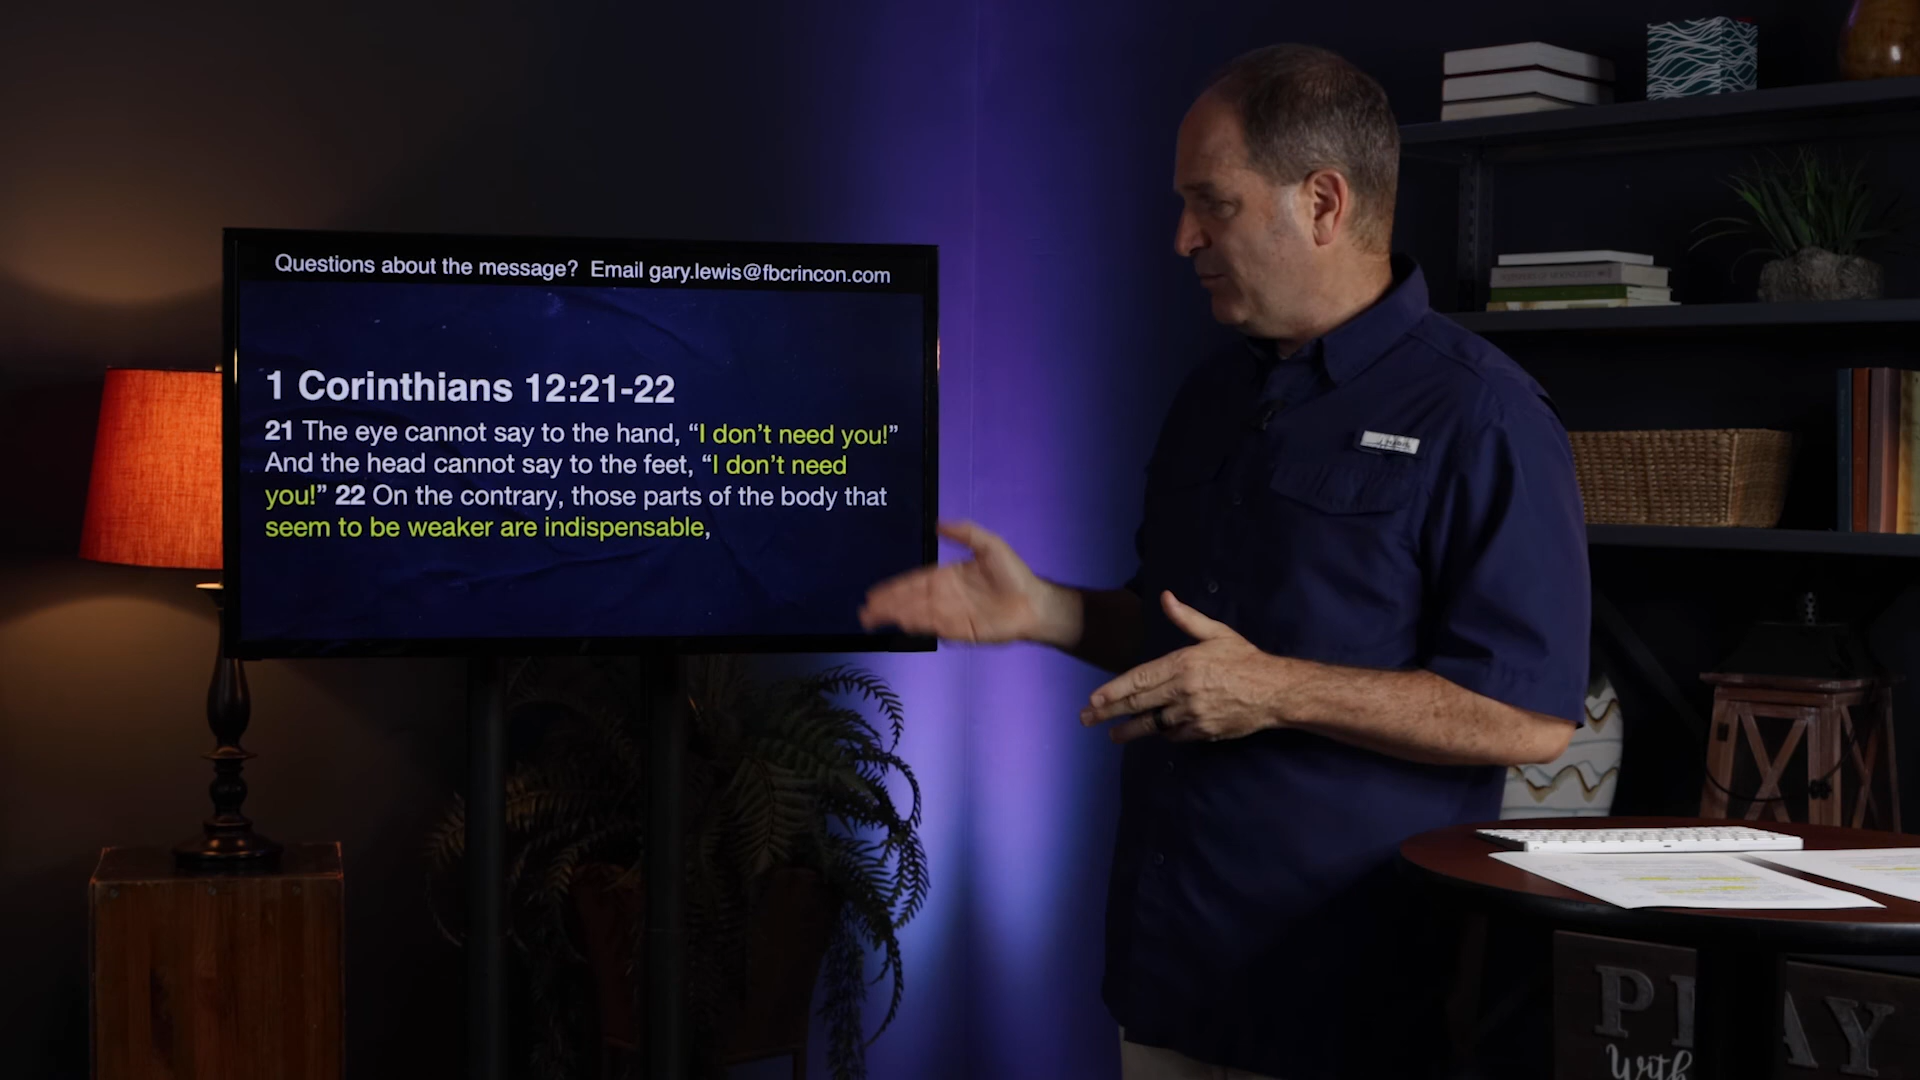 Questions about the message? Email gary.lewis@fbcrincon.com
1 Corinthians 12:21-22
21 The eye cannot say to the hand, “I don’t need you!”
And the head cannot say to the feet, “I don’t need
you!” 22 On the contrary, those parts of the body that
seem to be weaker are indispensable,
With